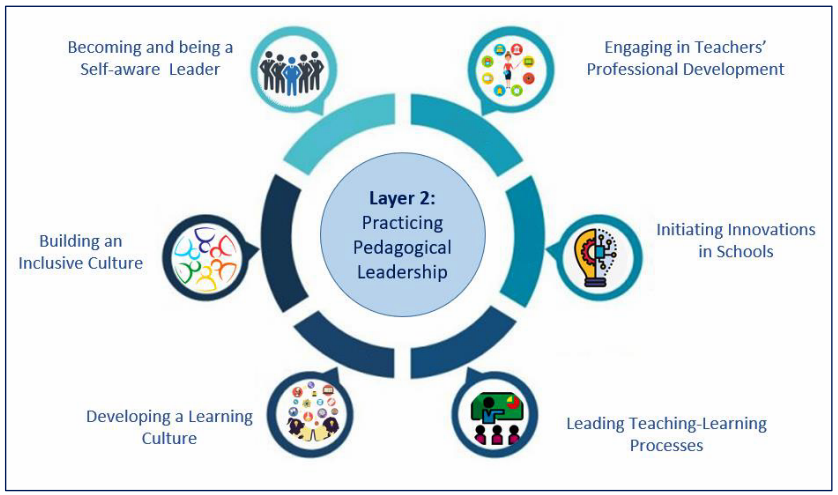 Becoming and being a
Self-aware Leader
Engaging in Teachers’
Professional Development
Layer 2:
Practicing
Pedagogical
Leadership
Building an
Inclusive Culture
Initiating Innovations
in Schools
Developing a Learning
Culture
Leading Teaching-Learning
Processes